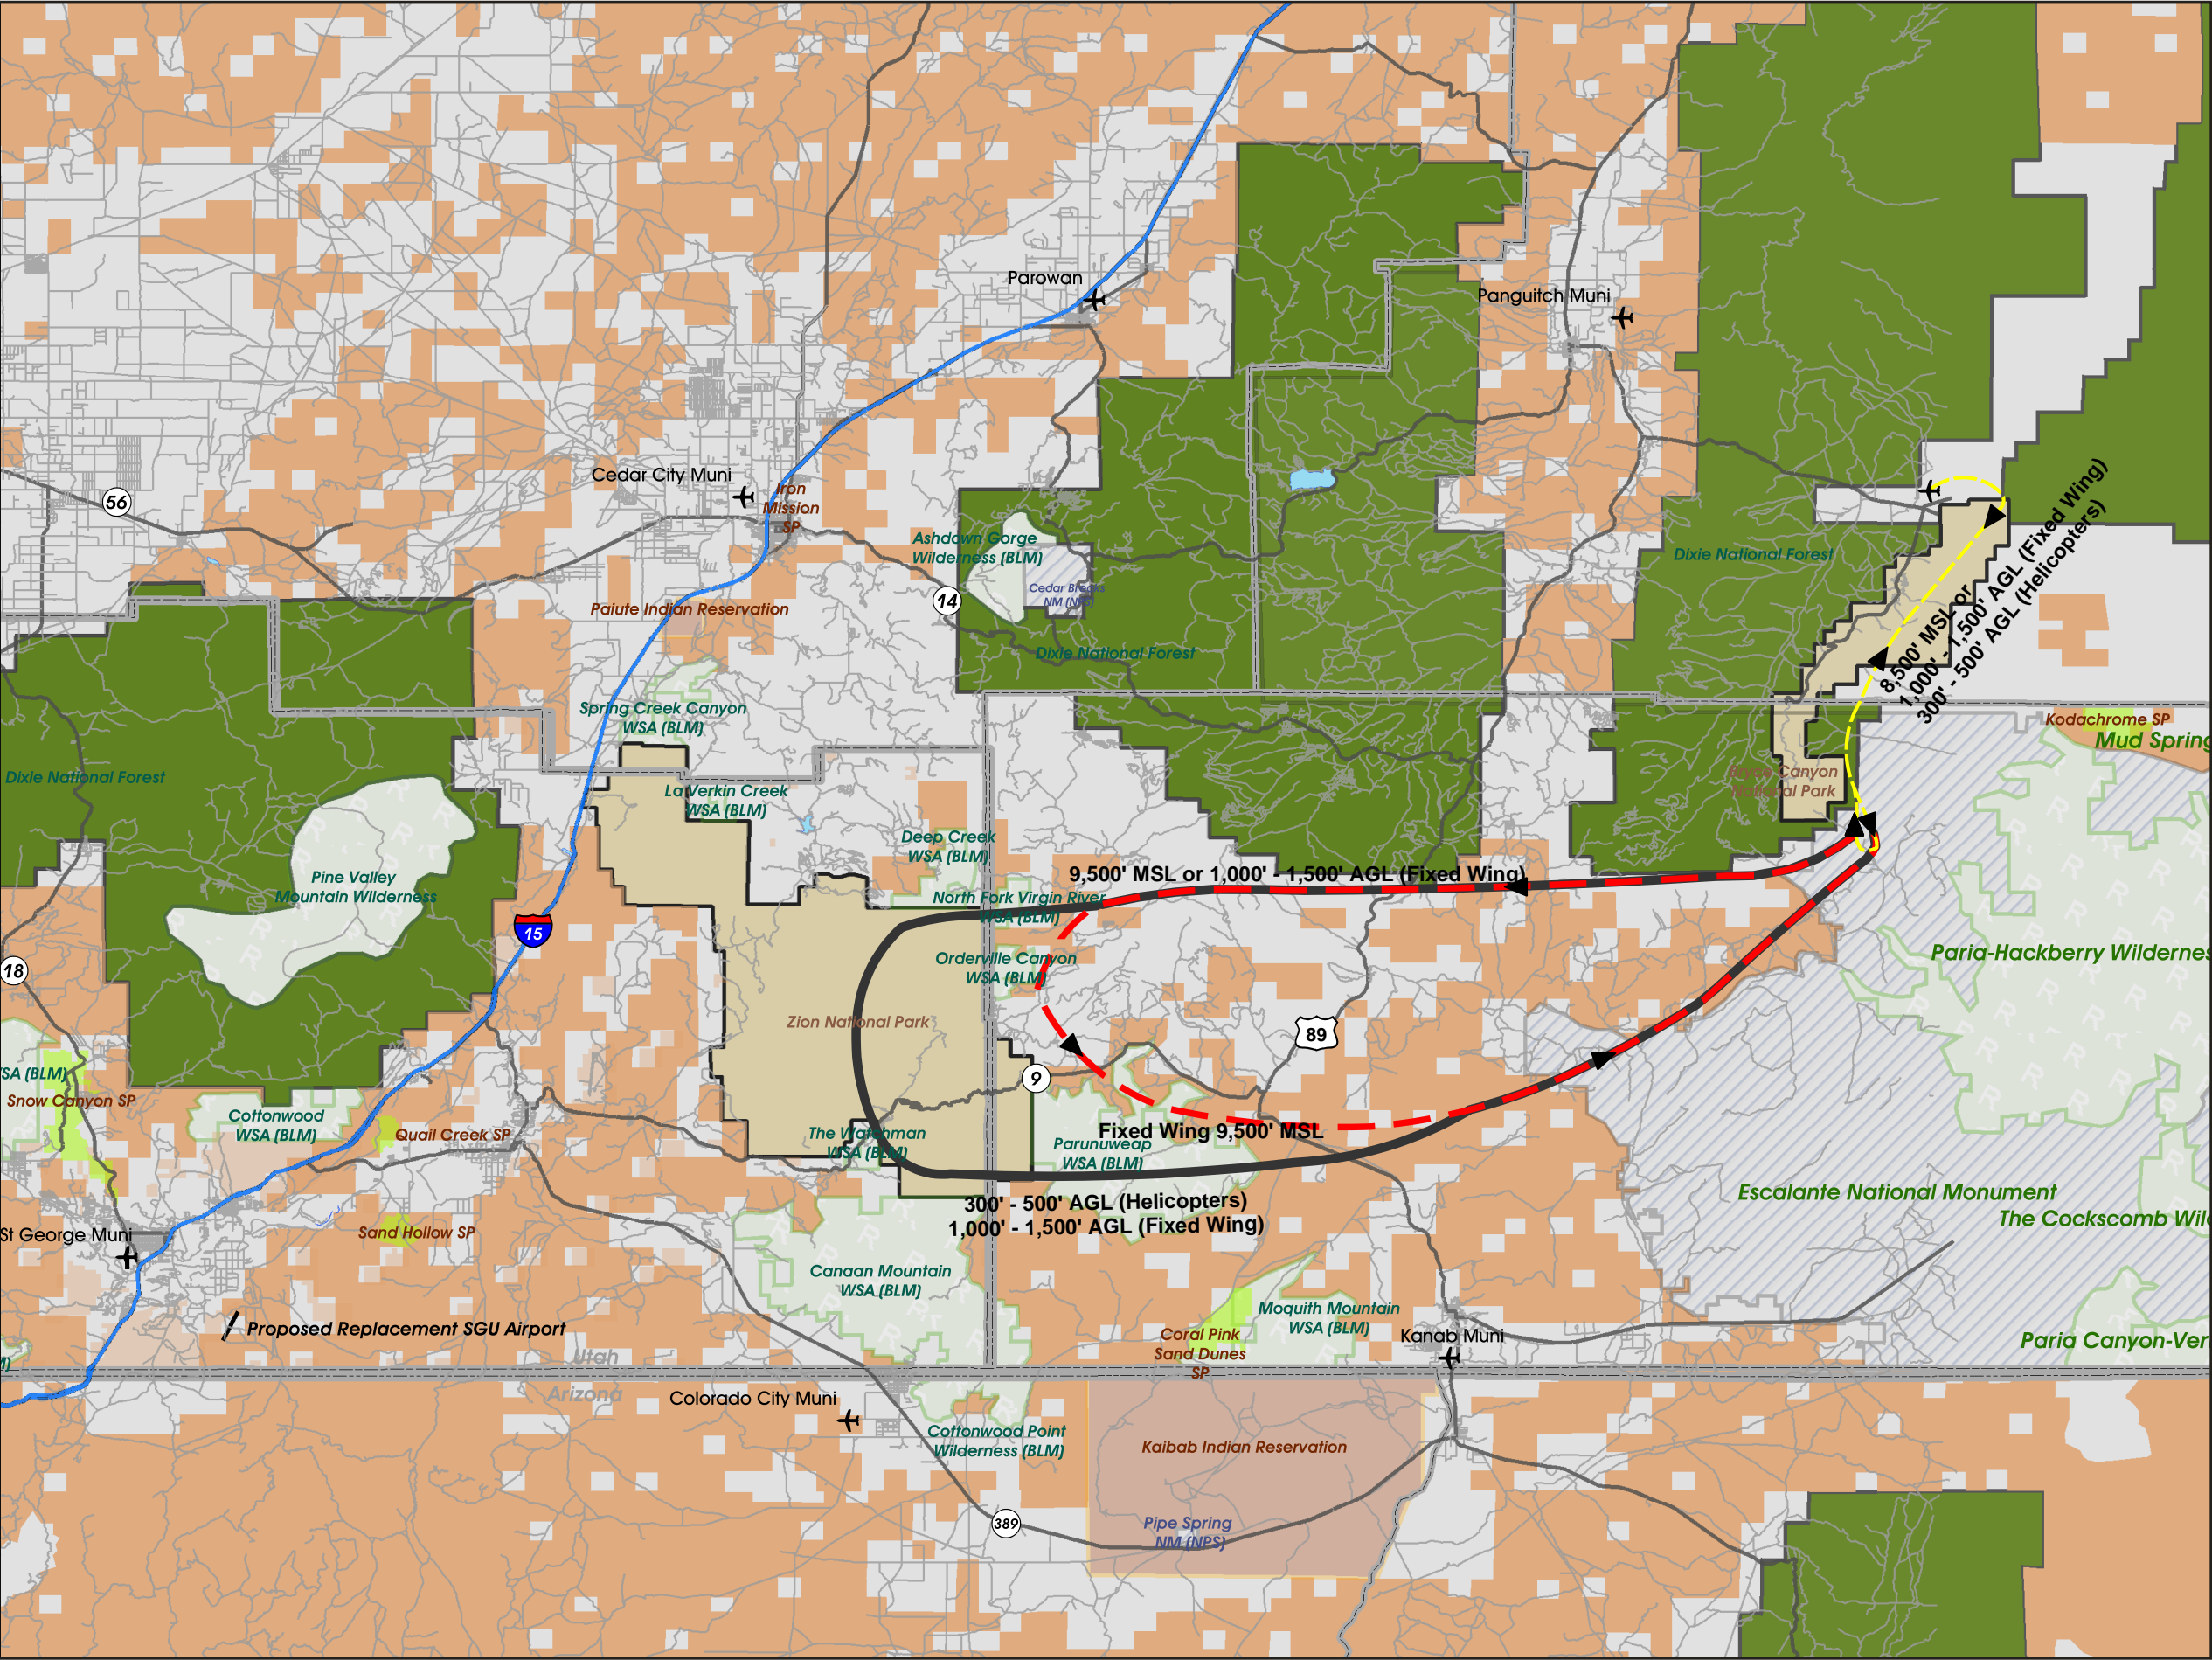 Parowan
Panguitch Muni
Cedar City Muni
Iron
Mission
SP
56
Ashdown Gorge
Wilderness (BLM)
Cedar Breaks
NM (NPS)
14
Paiute Indian Reservation
Dixie National Forest
Dixie National Forest
8,500' MSL or
1,000' - 1,500' AGL (Fixed Wing)
300' - 500' AGL (Helicopters)
Spring Creek Canyon
WSA (BLM)
Kodachrome SP
Mud Spring
Dixie National Forest
La Verkin Creek
WSA (BLM)
Bryce Canyon
National Park
Deep Creek
WSA (BLM)
Pine Valley
Mountain Wilderness
9,500' MSL or 1,000' - 1,500' AGL (Fixed Wing)
North Fork Virgin River
WSA (BLM)
15
18
Orderville Canyon
WSA (BLM)
Paria-Hackberry Wildernes
Zion National Park
89
9
SA (BLM)
Snow Canyon SP
Cottonwood
WSA (BLM)
Quail Creek SP
The Watchman
WSA (BLM)
Fixed Wing 9,500' MSL
Parunuweap
WSA (BLM)
300' - 500' AGL (Helicopters)
1,000' - 1,500' AGL (Fixed Wing)
Escalante National Monument
The Cockscomb Wild
St George Muni
Sand Hollow SP
Canaan Mountain
WSA (BLM)
Moquith Mountain
WSA (BLM)
Coral Pink
Sand Dunes
SP
Kanab Muni
Paria Canyon-Ver
Proposed Replacement SGU Airport
Utah
Arizona
Colorado City Muni
Cottonwood Point
Wilderness (BLM)
Kaibab Indian Reservation
389
Pipe Spring
NM (NPS)